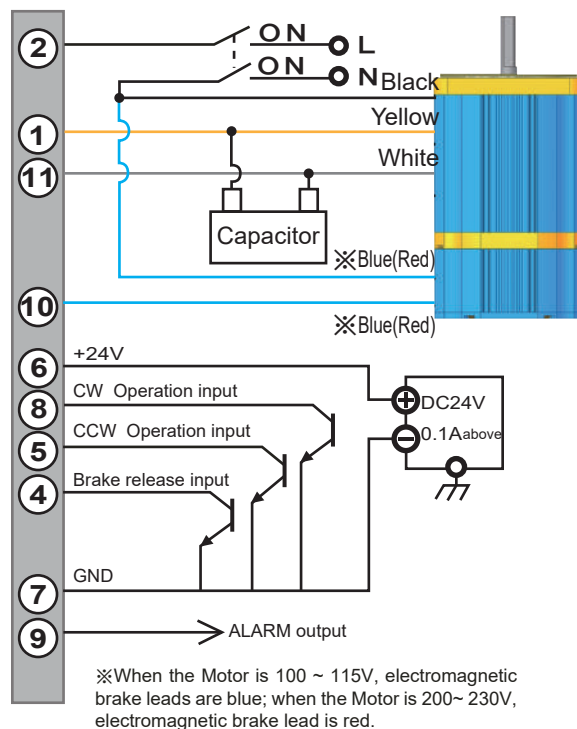 2
ON L
ON N
Black
1
Yellow
11
White
Capacitor
※Blue(Red)
10
※Blue(Red)
6
+24V
8
CW Operation input
DC24V
5
CCW Operation input
0.1Aabove
4
Brake release input
7
GND
9
ALARM output
※When the Motor is 100 ~ 115V, electromagnetic
brake leads are blue; when the Motor is 200~ 230V,
electromagnetic brake lead is red.